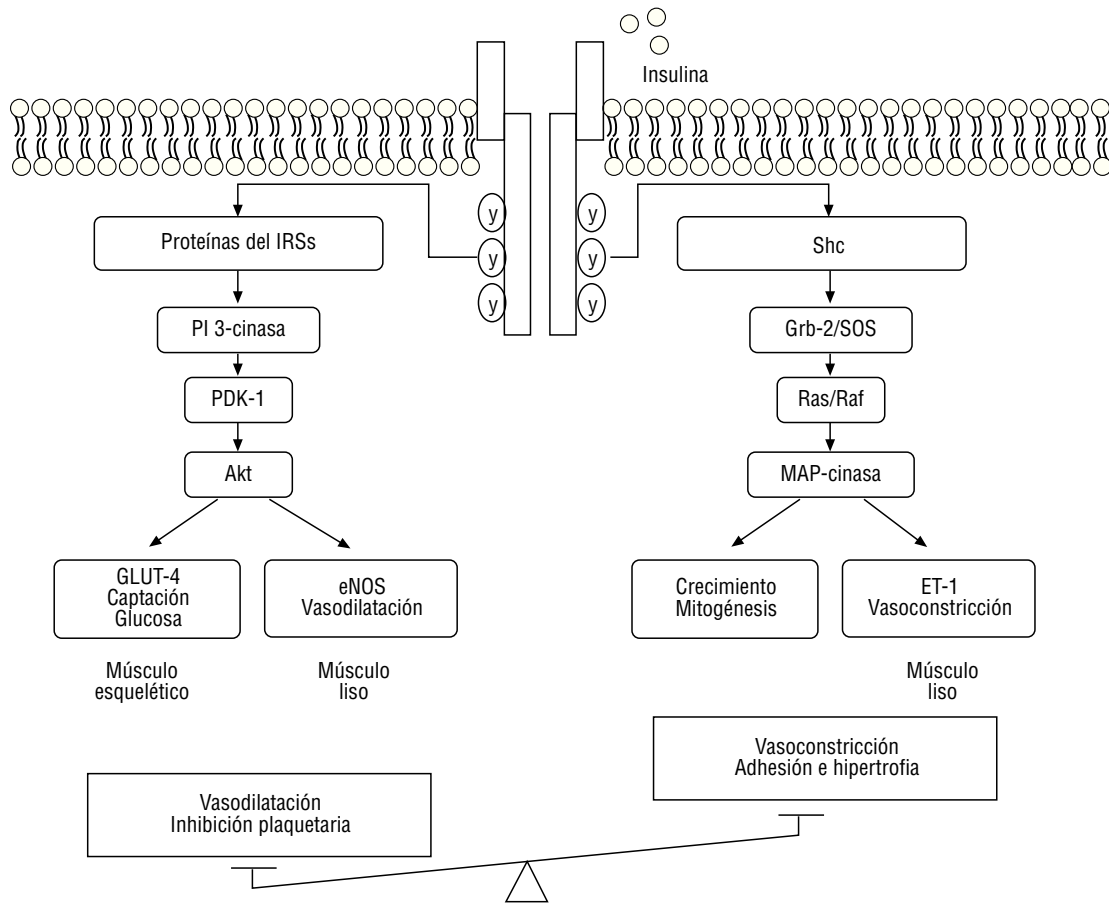 Insulina
y
y
y
y
y
y
Proteínas del IRSs
PI 3-cinasa
PDK-1
Akt
GLUT-4
Captación
Glucosa
eNOS
Vasodilatación
Músculo
esquelético
Músculo
liso
Shc
Grb-2/SOS
Ras/Raf
MAP-cinasa
Crecimiento
Mitogénesis
ET-1
Vasoconstricción
Músculo
liso
Vasodilatación
Inhibición plaquetaria
Vasoconstricción
Adhesión e hipertrofia